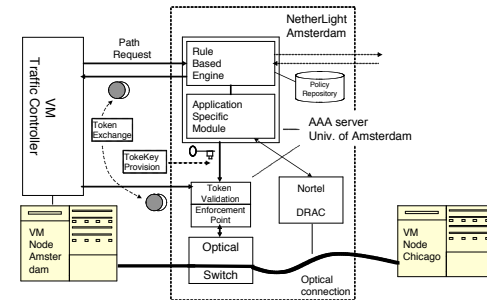 NetherLight
Amsterdam
Path
Request
Rule
Based
Engine
Policy
Repository
VM
Traffic Controller
Application
Specific
Module
Token
Exchange
AAA server
Univ. of Amsterdam
TokeKey
Provision
Token
Validation
Enforcement
Point
Nortel
DRAC
VM
Node
Amster
dam
Optical
Switch
Optical
connection
VM
Node
Chicago